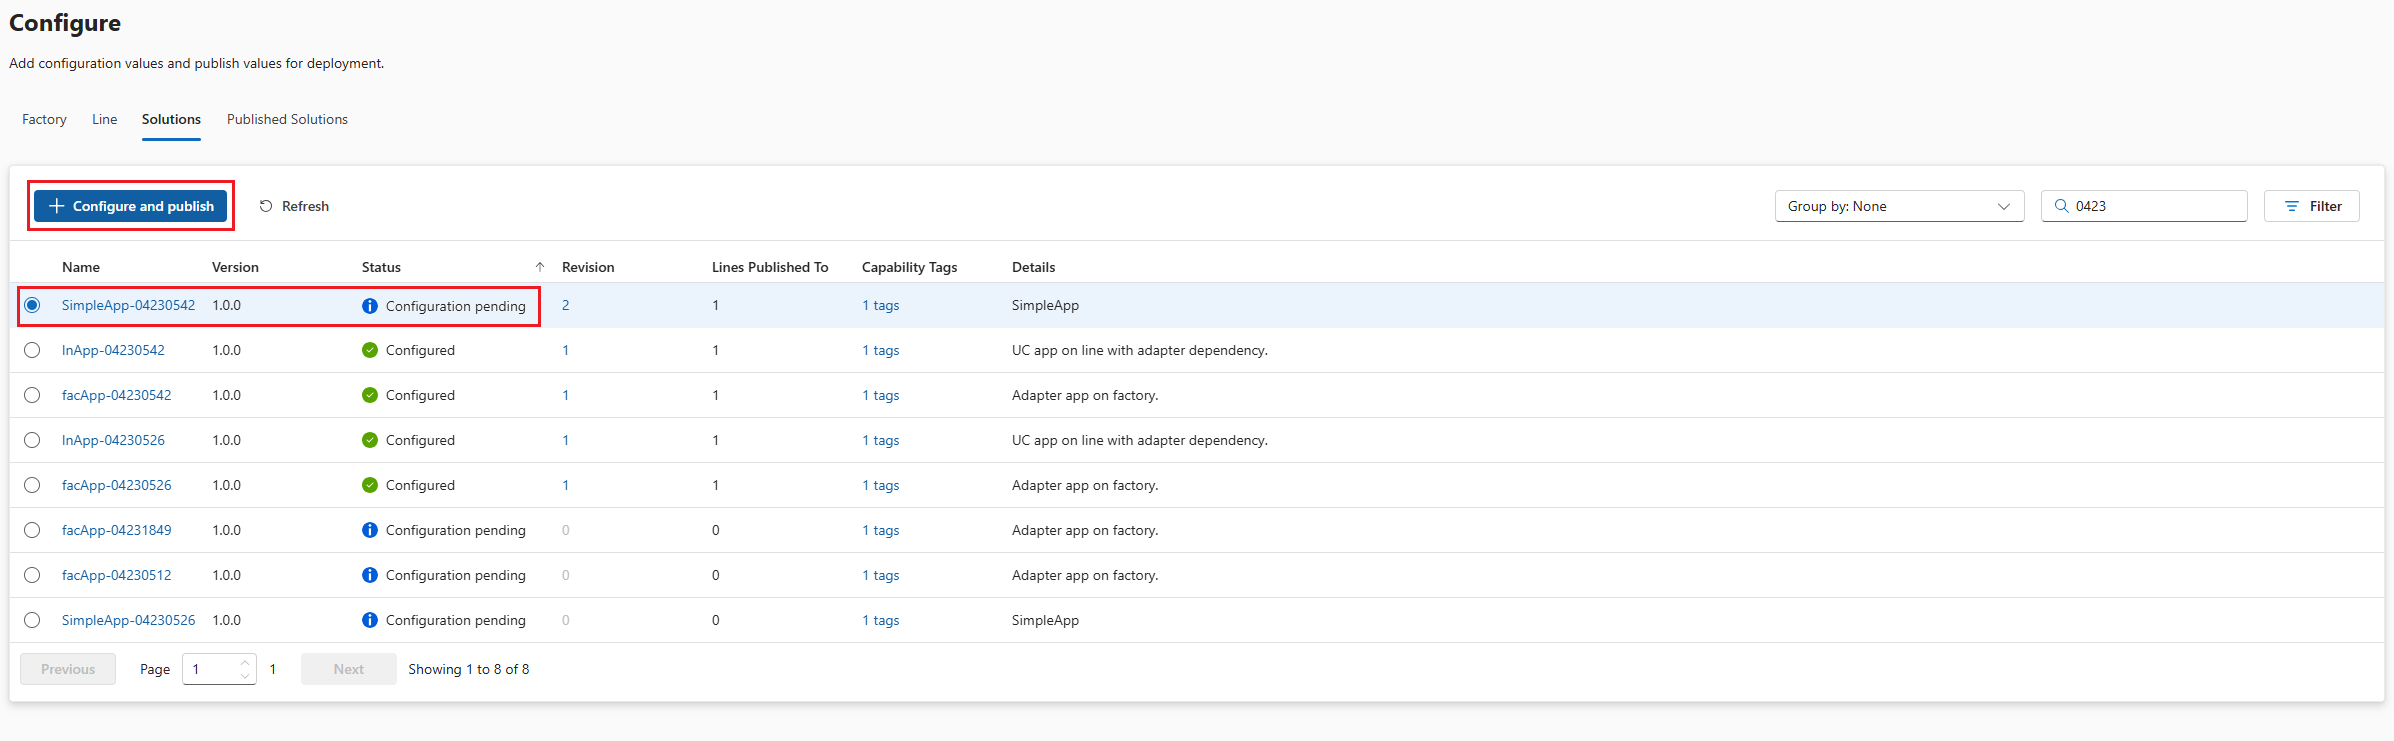 Configure
Add configuration values and publish values for deployment.
Factory Line Solutions Published Solutions
Configure and publish Refresh Group by: None 0423 Filter
Name Version Status Revision Lines Published To Capability Tags Details
SimpleApp-04230542 1.0.0 Configuration pending 2 1 1 tags SimpleApp
lnApp-04230542 1.0.0 Configured 1 1 1 tags UC app on line with adapter dependency.
facApp-04230542 1.0.0 Configured 1 1 1 tags Adapter app on factory.
lnApp-04230526 1.0.0 Configured 1 1 1 tags UC app on line with adapter dependency.
facApp-04230526 1.0.0 Configured 1 1 1 tags Adapter app on factory.
facApp-04231849 1.0.0 Configuration pending 0 0 1 tags Adapter app on factory.
facApp-04230512 1.0.0 Configuration pending 0 0 1 tags Adapter app on factory.
SimpleApp-04230526 1.0.0 Configuration pending 0 0 1 tags SimpleApp
Previous Page 1 1 Next Showing 1 to 8 of 8